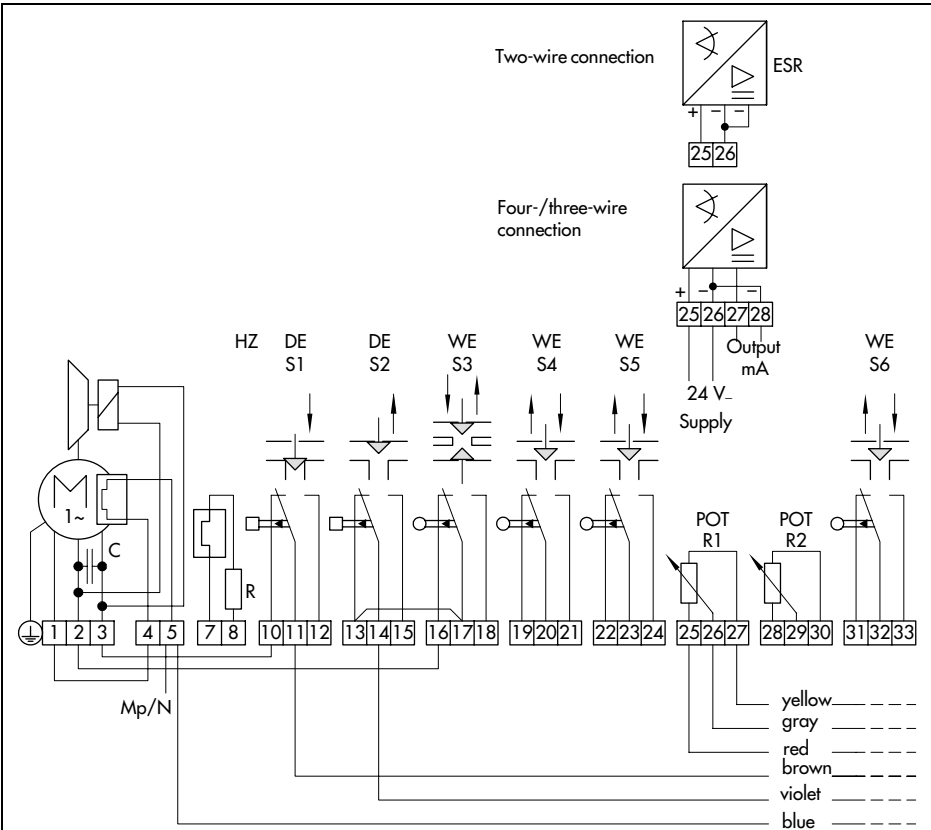 Two-wire connection
ESR
+ − −
25 26
Four-/three-wire
connection
+ − −
25 26 27 28
Output
mA
24 V
Supply
HZ DE DE WE WE WE WE
S1 S2 S3 S4 S5 S6
M
1~
C
R
POT POT
R1 R2
1 2 3 4 5 7 8 10 11 12 13 14 15 16 17 18 19 20 21 22 23 24 25 26 27 28 29 30 31 32 33
Mp/N
yellow
gray
red
brown
violet
blue